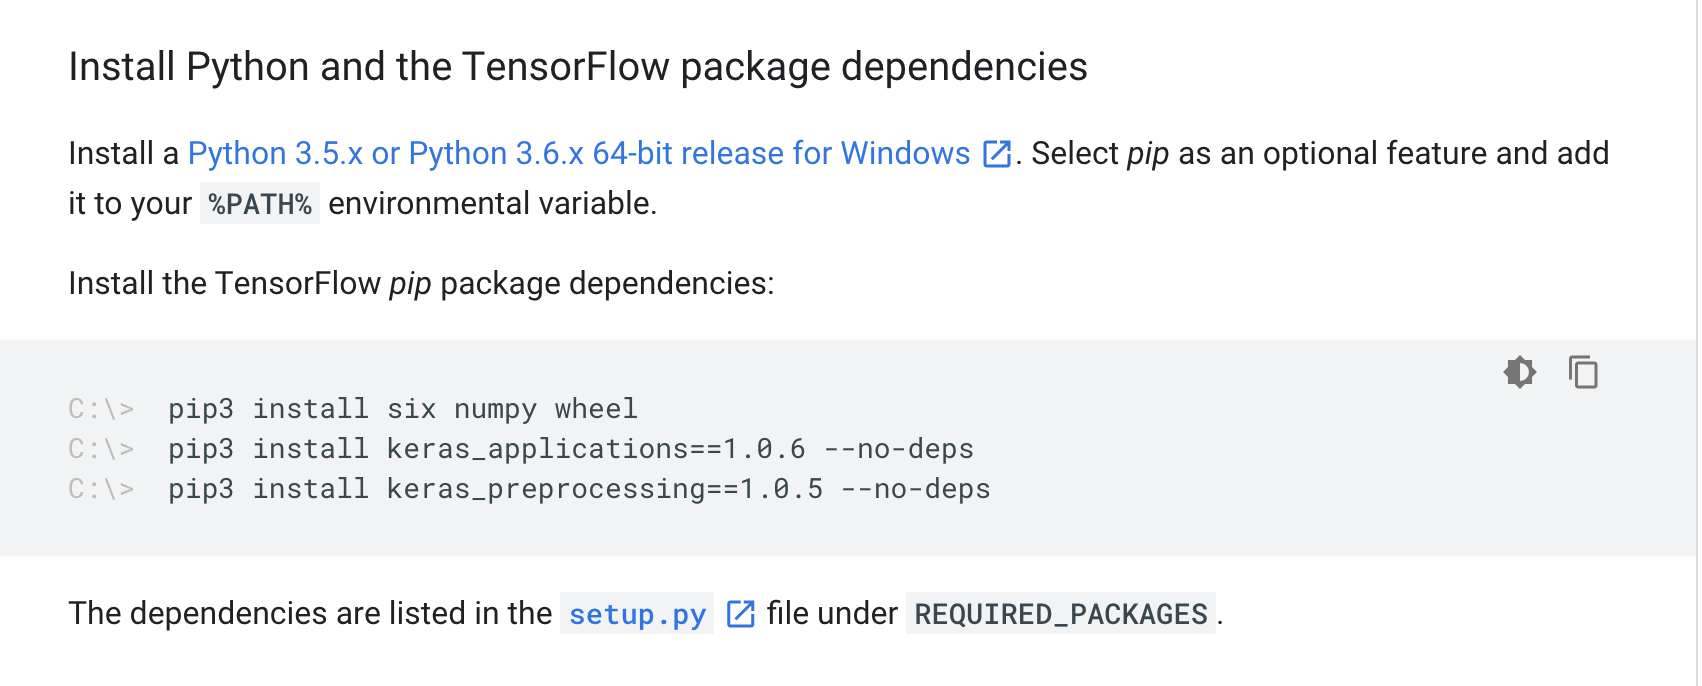 Install Python and the TensorFlow package dependencies
Install a Python 3.5.x or Python 3.6.x 64-bit release for Windows. Select pip as an optional feature and add
it to your %PATH% environmental variable.
Install the TensorFlow pip package dependencies:
C:\> pip3 install six numpy wheel
C:\> pip3 install keras_applications==1.0.6 --no-deps
C:\> pip3 install keras_preprocessing==1.0.5 --no-deps
The dependencies are listed in the setup.py file under REQUIRED_PACKAGES.